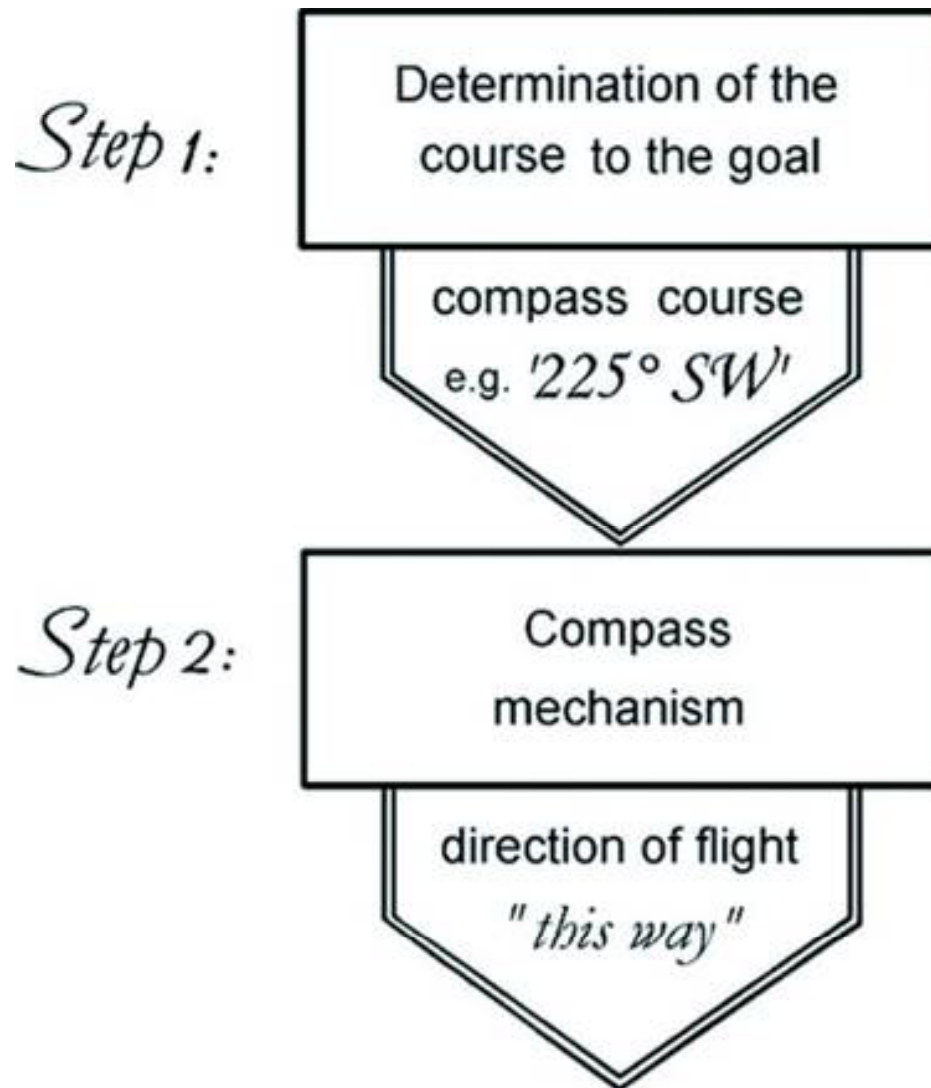 Step 1:
Determination of the
course to the goal
compass course
e.g. '225° SW'
Step 2:
Compass
mechanism
direction of flight
"this way"